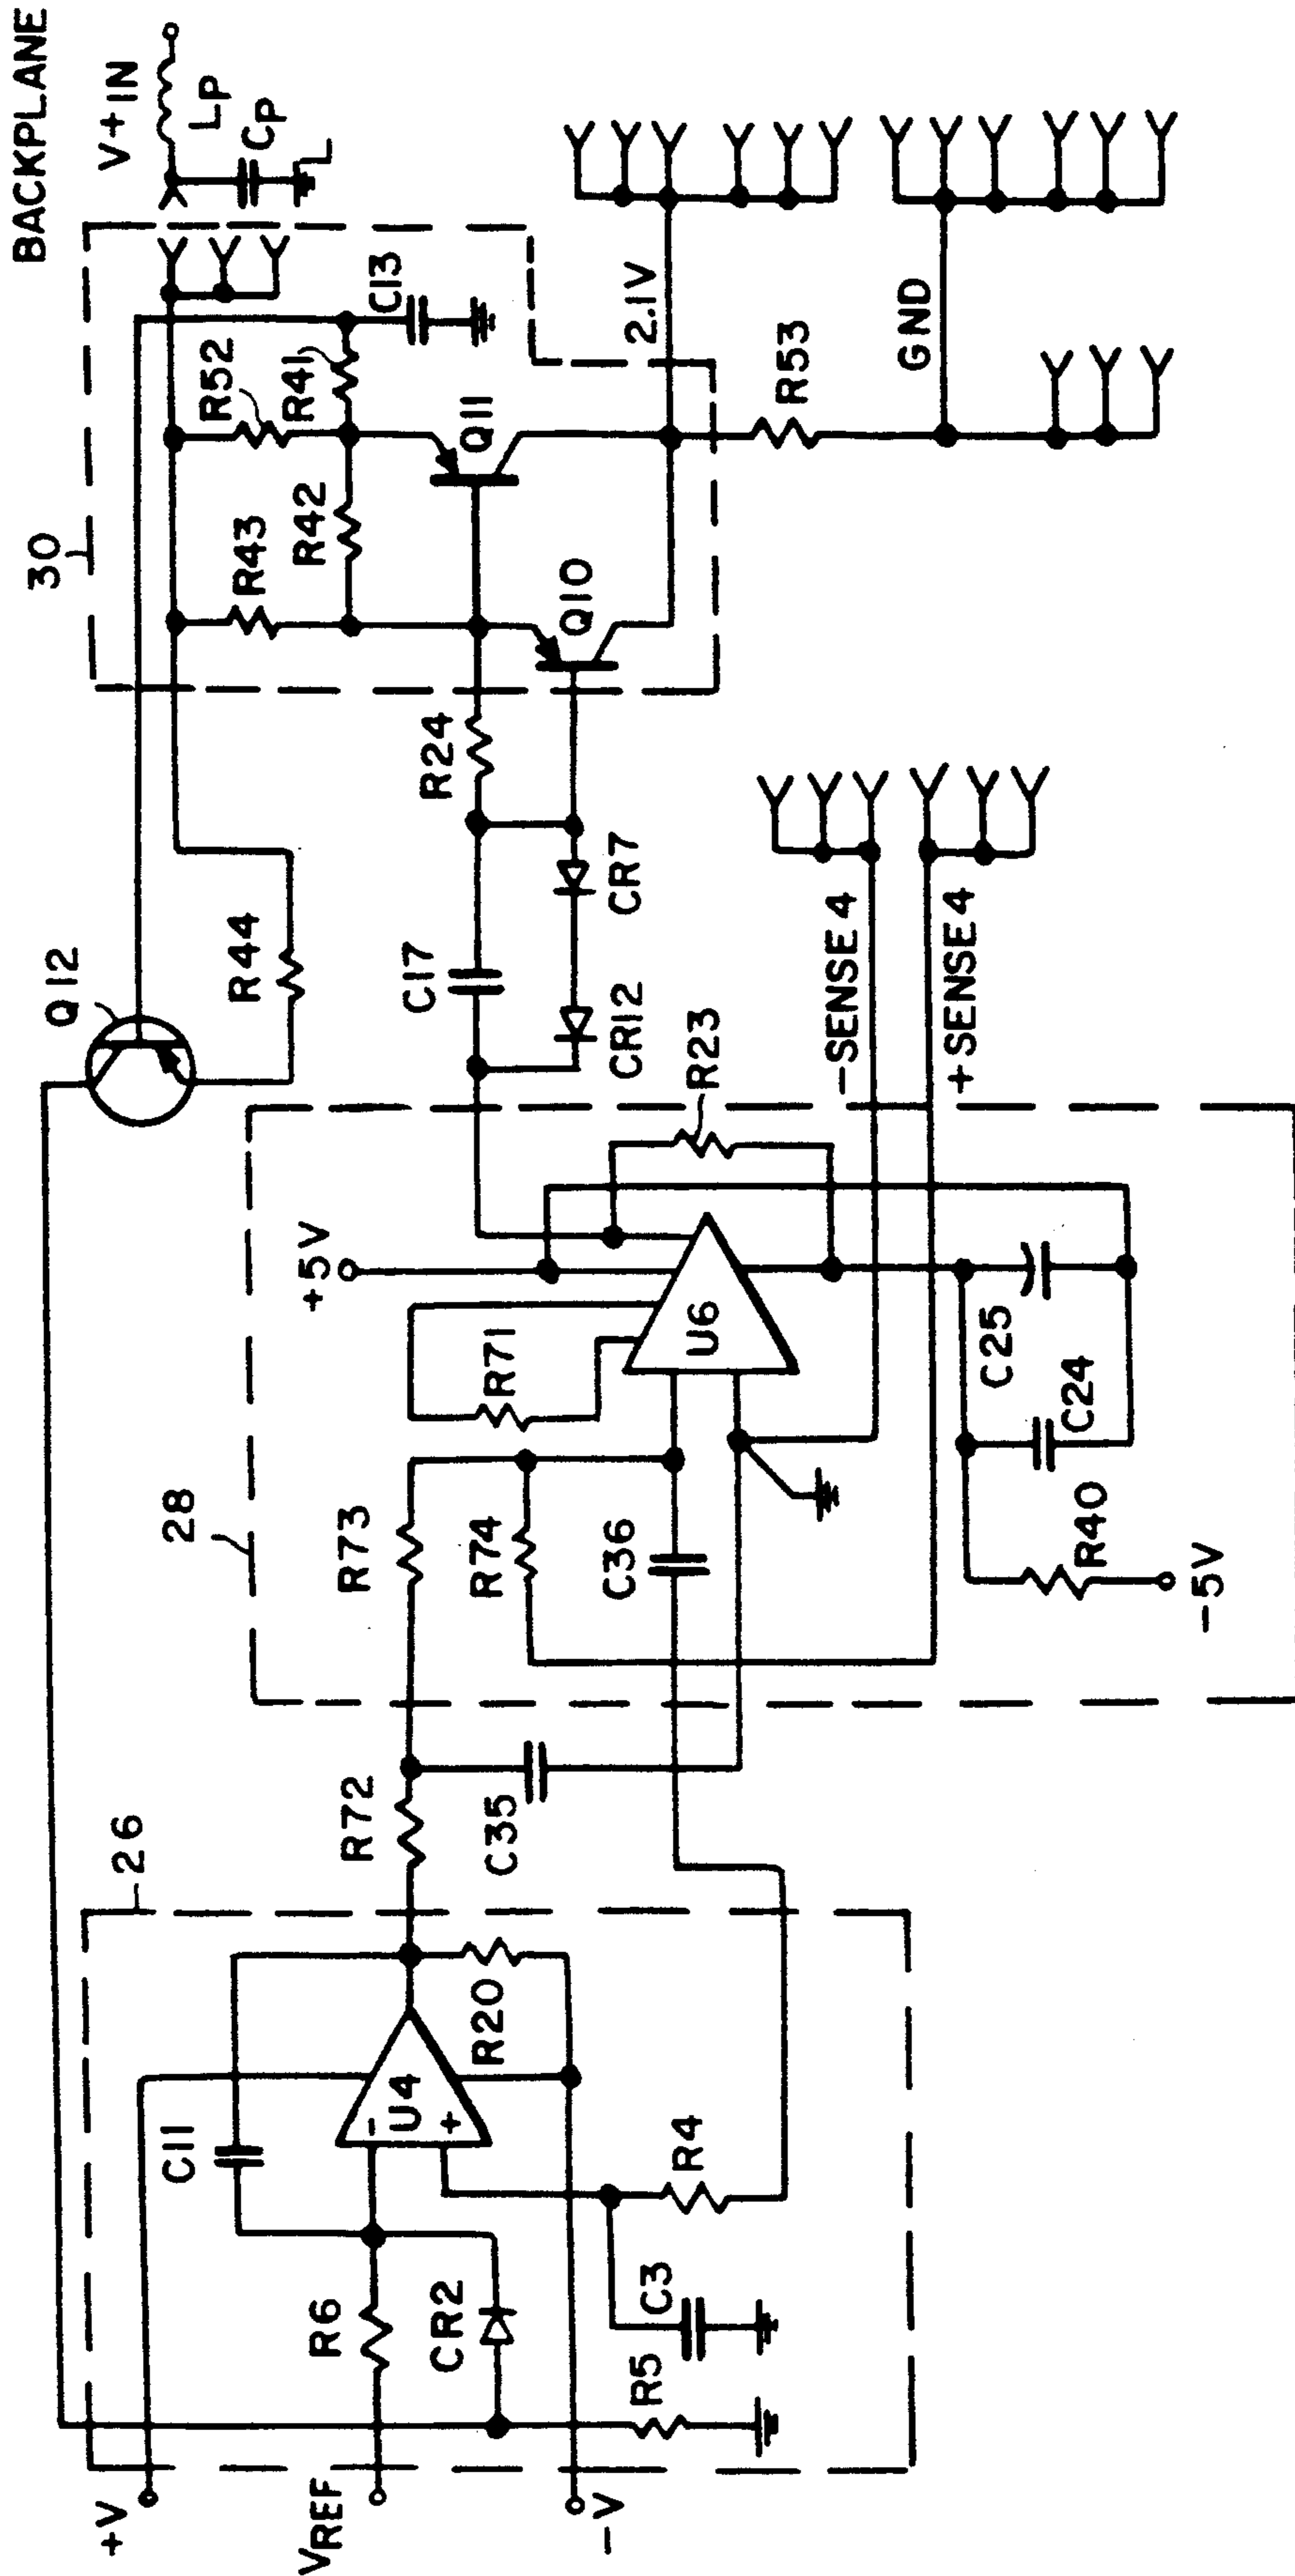 BACKPLANE
V+IN
LP
CP
L
30
R43
R52
R42
R41
C13
Q11
Q10
2.1V
R53
GND
Q12
R44
R24
C17
CR7
CR12
-SENSE 4
+SENSE 4
28
+5V
R23
R71
U6
R73
R74
C36
C25
C24
R40
-5V
26
R72
C35
C11
U4
-
+
R20
R6
CR2
R4
C3
R5
+V
VREF
-V